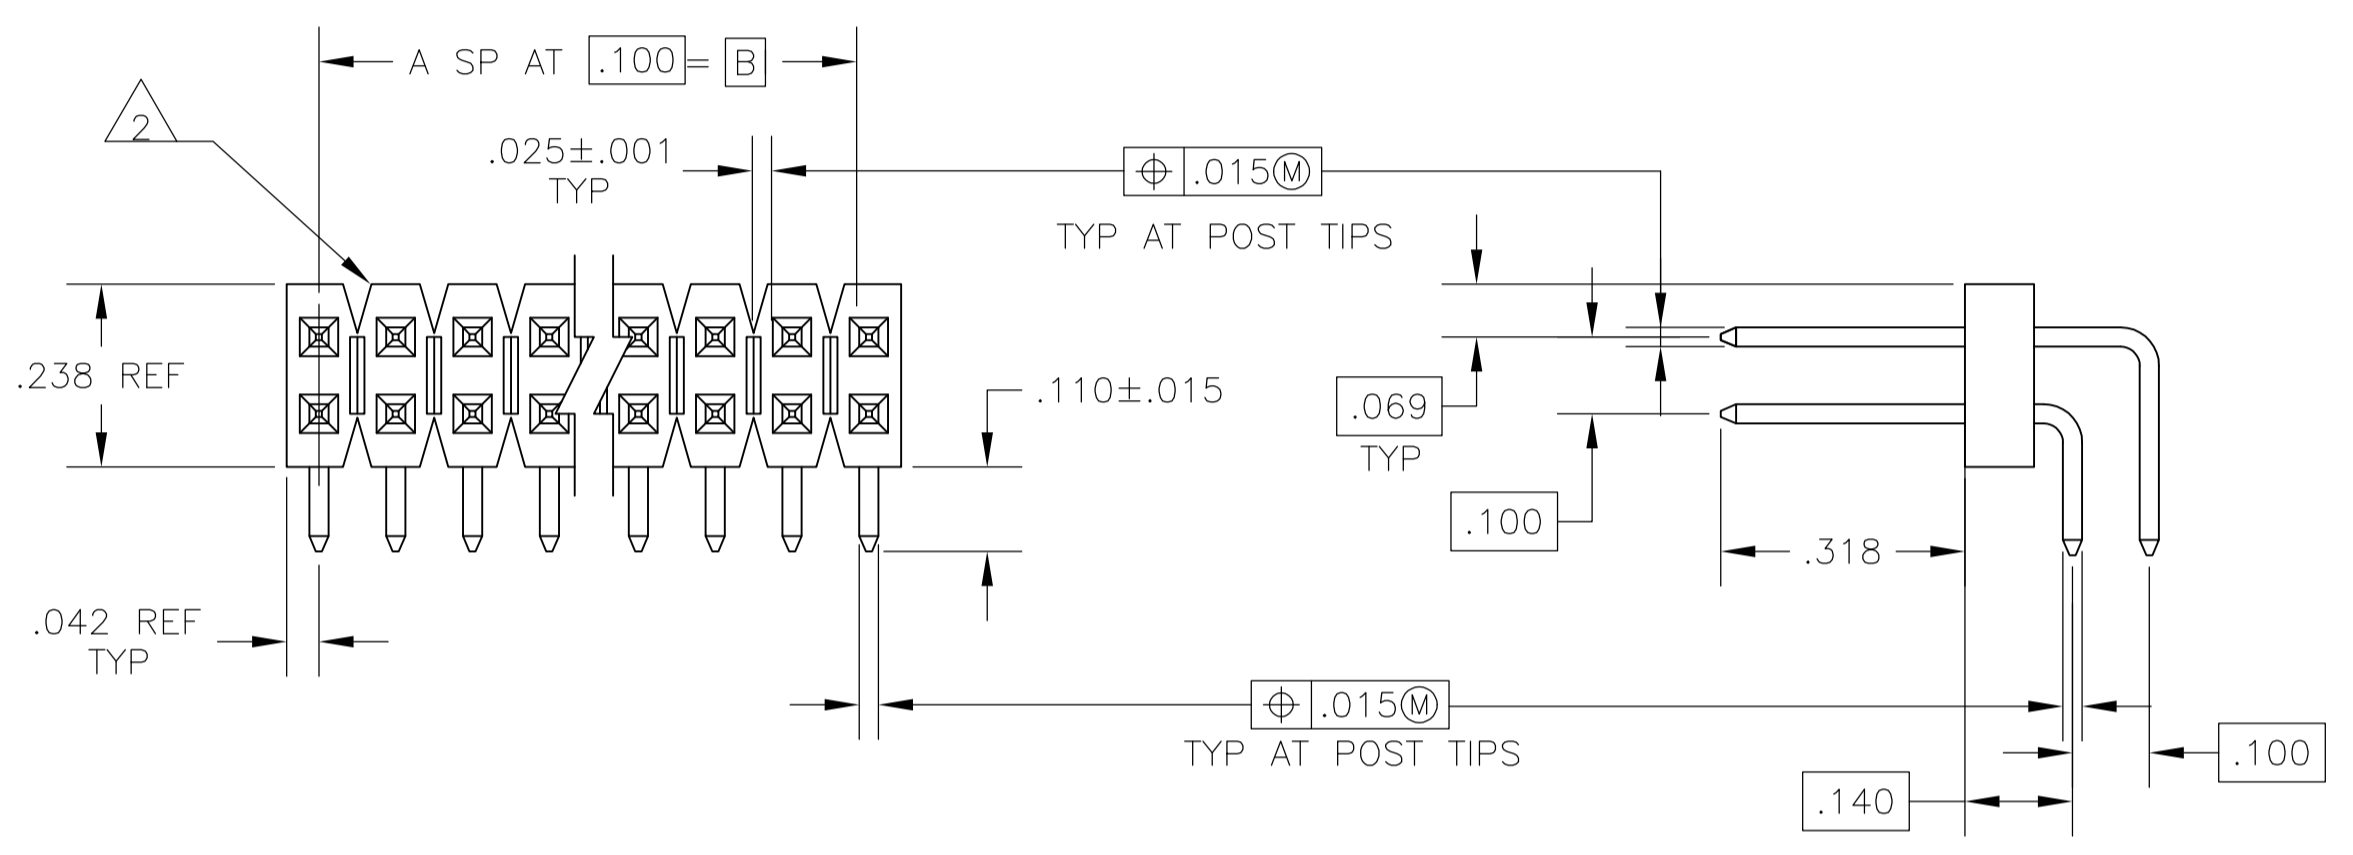 A SP AT .100 = B
2
.025±.001
TYP
.015Ⓜ
TYP AT POST TIPS
.238 REF
.110±.015
.069
TYP
.100
.318
.042 REF
TYP
.015Ⓜ
TYP AT POST TIPS
.100
.140